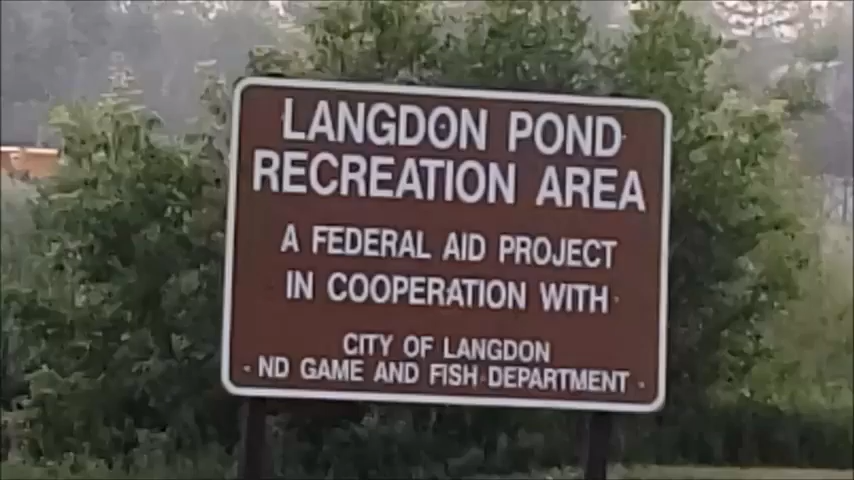 LANGDON POND
RECREATION AREA
A FEDERAL AID PROJECT
IN COOPERATION WITH
CITY OF LANGDON
ND GAME AND FISH DEPARTMENT